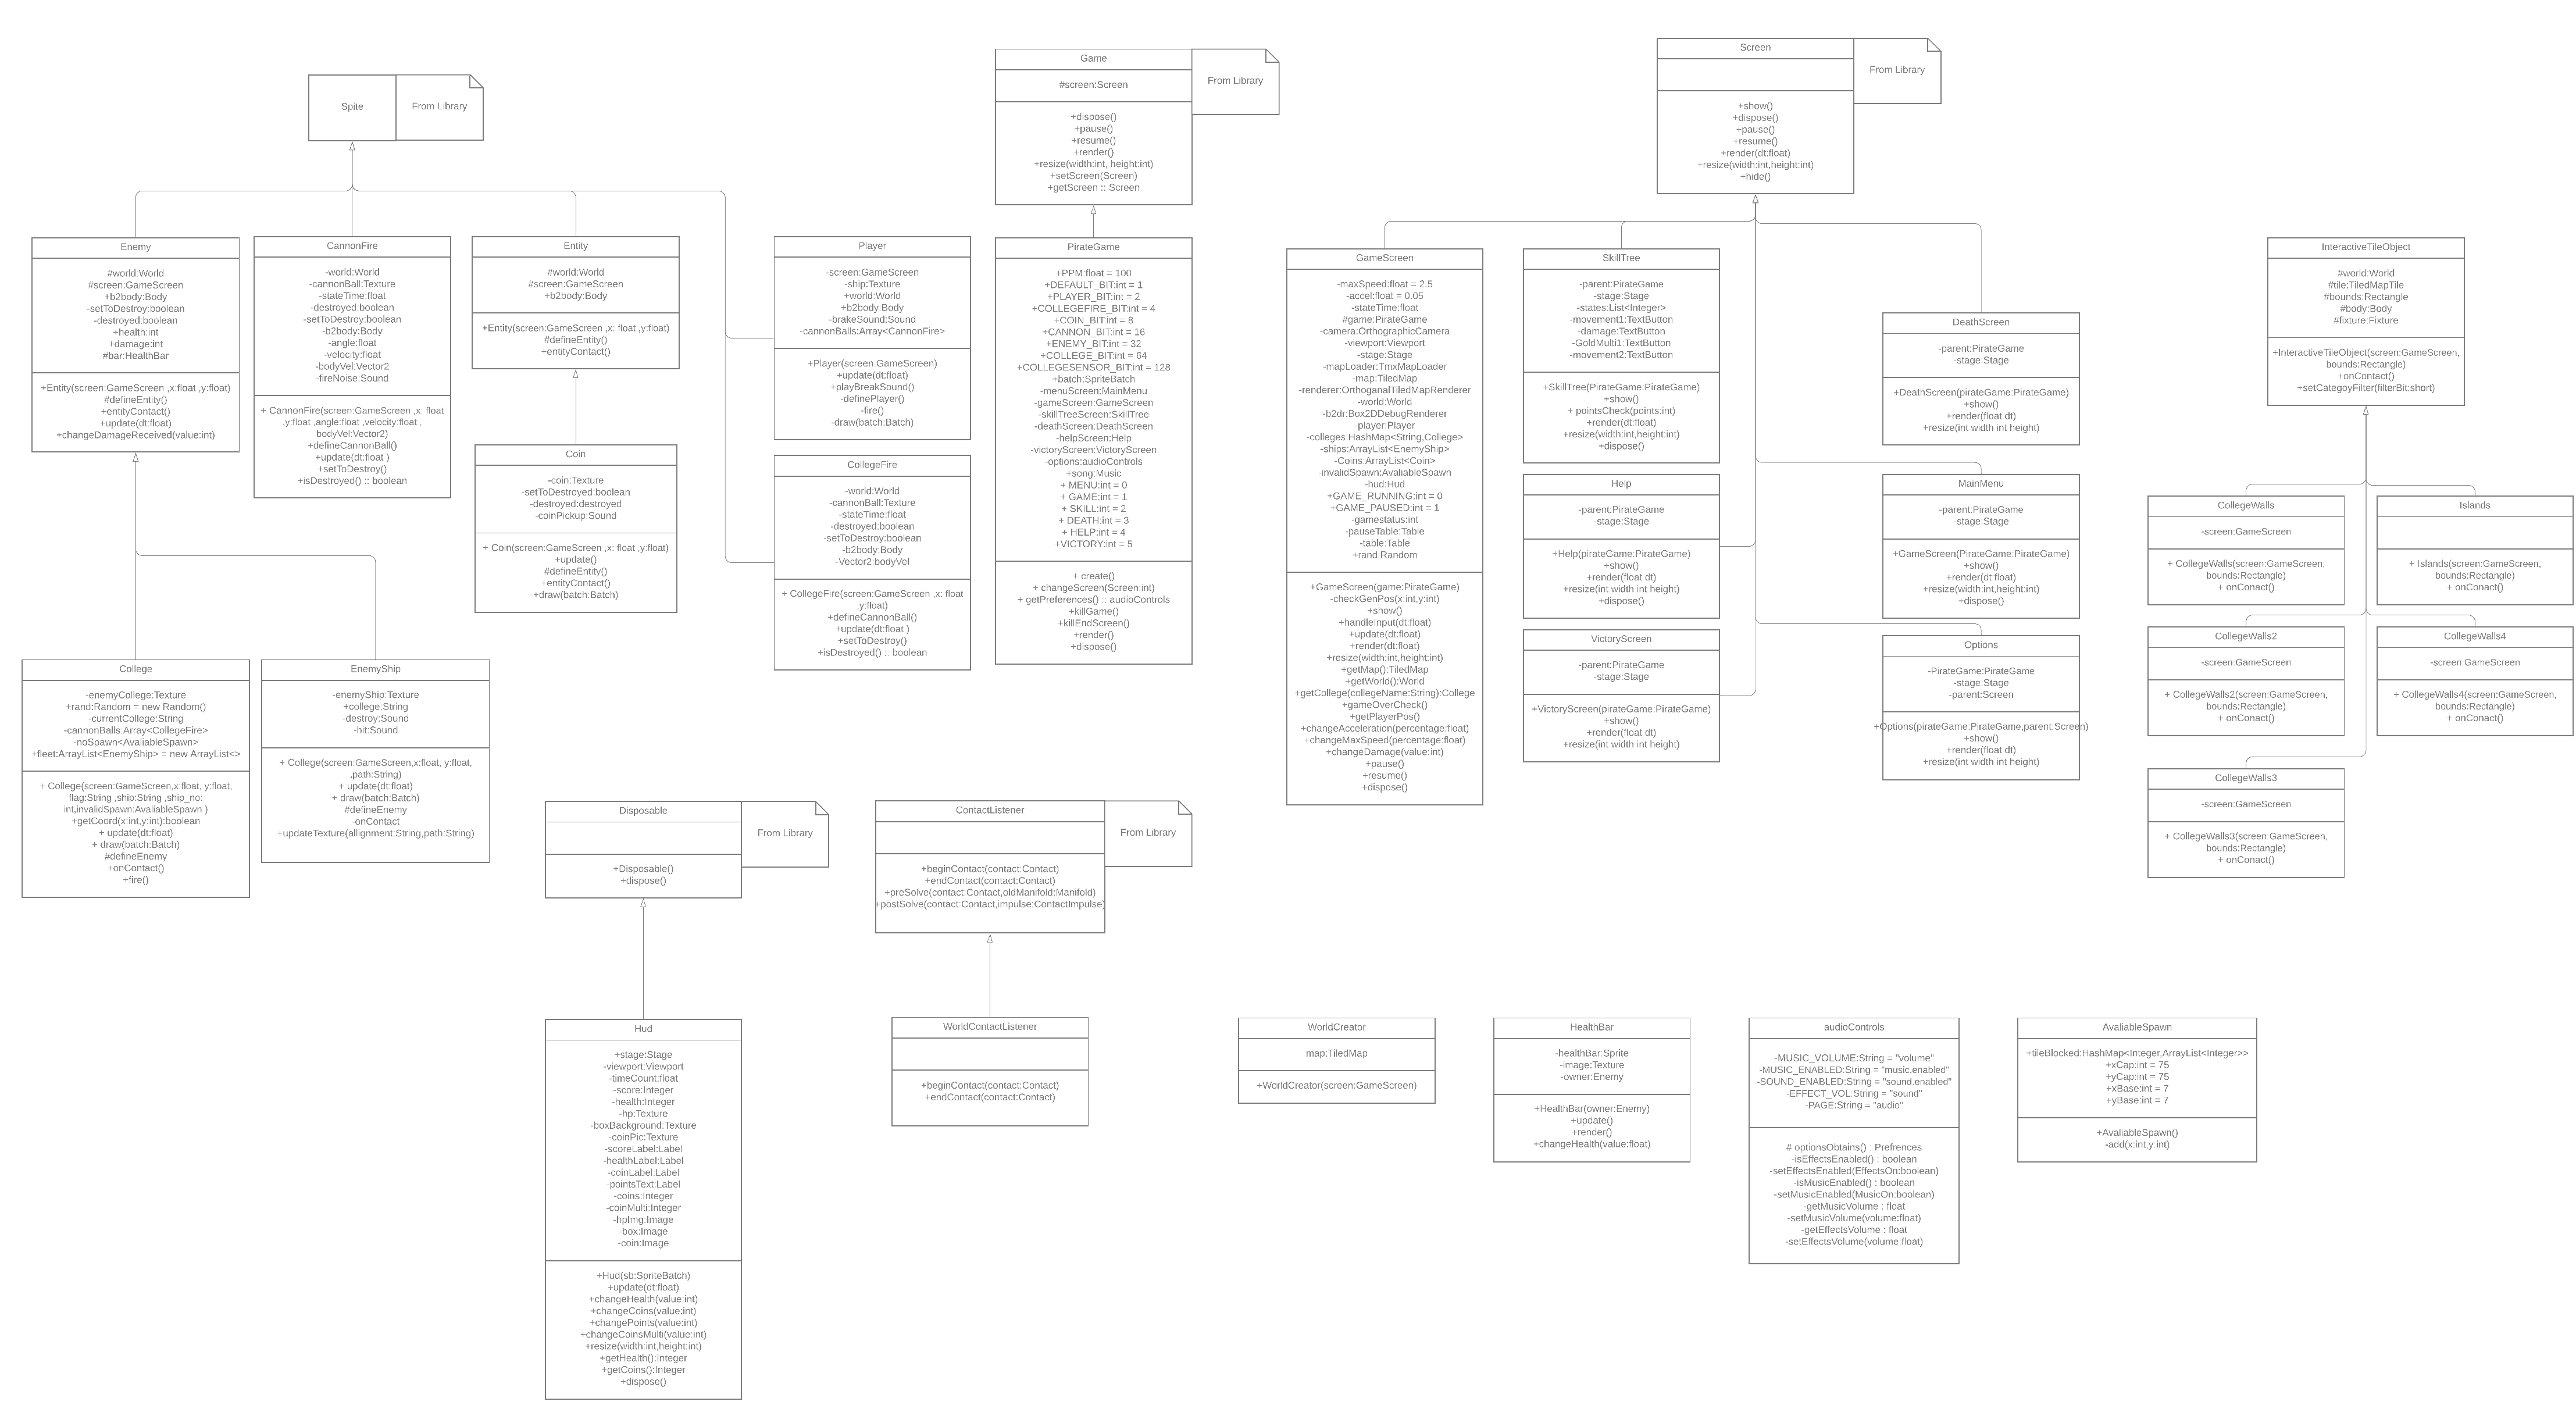 Spite
From Library
Game
#screen:Screen
+dispose()
+pause()
+resume()
+render()
+resize(width:int, height:int)
+setScreen(Screen)
+getScreen :: Screen
From Library
Screen
+show()
+dispose()
+pause()
+resume()
+render(dt:float)
+resize(width:int,height:int)
+hide()
From Library
Enemy
#world:World
#screen:GameScreen
+b2body:Body
-setToDestroy:boolean
-destroyed:boolean
+health:int
+damage:int
#bar:HealthBar
+Entity(screen:GameScreen ,x:float ,y:float)
#defineEntity()
+entityContact()
+update(dt:float)
+changeDamageReceived(value:int)
CannonFire
-world:World
-cannonBall:Texture
-stateTime:float
-destroyed:boolean
-setToDestroy:boolean
-b2body:Body
-angle:float
-velocity:float
-bodyVel:Vector2
-fireNoise:Sound
+ CannonFire(screen:GameScreen ,x: float
,y:float ,angle:float ,velocity:float ,
bodyVel:Vector2)
+defineCannonBall()
+update(dt:float )
+setToDestroy()
+isDestroyed() :: boolean
Entity
#world:World
#screen:GameScreen
+b2body:Body
+Entity(screen:GameScreen ,x: float ,y:float)
#defineEntity()
+entityContact()
Player
-screen:GameScreen
-ship:Texture
+world:World
+b2body:Body
-brakeSound:Sound
-cannonBalls:Array<CannonFire>
+Player(screen:GameScreen)
+update(dt:float)
+playBreakSound()
-definePlayer()
-fire()
-draw(batch:Batch)
PirateGame
+PPM:float = 100
+DEFAULT_BIT:int = 1
+PLAYER_BIT:int = 2
+COLLEGEFIRE_BIT:int = 4
+COIN_BIT:int = 8
+CANNON_BIT:int = 16
+ENEMY_BIT:int = 32
+COLLEGE_BIT:int = 64
+COLLEGESENSOR_BIT:int = 128
+batch:SpriteBatch
-menuScreen:MainMenu
-gameScreen:GameScreen
-skillTreeScreen:SkillTree
-deathScreen:DeathScreen
-helpScreen:Help
-victoryScreen:VictoryScreen
-options:audioControls
+song:Music
+ MENU:int = 0
+ GAME:int = 1
+ SKILL:int = 2
+ DEATH:int = 3
+ HELP:int = 4
+VICTORY:int = 5
+ create()
+ changeScreen(Screen:int)
+ getPreferences() :: audioControls
+killGame()
+killEndScreen()
+render()
+dispose()
GameScreen
-maxSpeed:float = 2.5
-accel:float = 0.05
-stateTime:float
#game:PirateGame
-camera:OrthographicCamera
-viewport:Viewport
-stage:Stage
-mapLoader:TmxMapLoader
-map:TiledMap
-renderer:OrthoganalTiledMapRenderer
-world:World
-b2dr:Box2DDebugRenderer
-player:Player
-colleges:HashMap<String,College>
-ships:ArrayList<EnemyShip>
-Coins:ArrayList<Coin>
-invalidSpawn:AvaliableSpawn
-hud:Hud
+GAME_RUNNING:int = 0
+GAME_PAUSED:int = 1
-gamestatus:int
-pauseTable:Table
-table:Table
+rand:Random
+GameScreen(game:PirateGame)
-checkGenPos(x:int,y:int)
+show()
+handleInput(dt:float)
+update(dt:float)
+render(dt:float)
+resize(width:int,height:int)
+getMap():TiledMap
+getWorld():World
+getCollege(collegeName:String):College
+gameOverCheck()
+getPlayerPos()
+changeAcceleration(percentage:float)
+changeMaxSpeed(percentage:float)
+changeDamage(value:int)
+pause()
+resume()
+dispose()
SkillTree
-parent:PirateGame
-stage:Stage
-states:List<Integer>
-movement1:TextButton
-damage:TextButton
-GoldMulti1:TextButton
-movement2:TextButton
+SkillTree(PirateGame:PirateGame)
+show()
+ pointsCheck(points:int)
+render(dt:float)
+resize(width:int,height:int)
+dispose()
DeathScreen
-parent:PirateGame
-stage:Stage
+DeathScreen(pirateGame:PirateGame)
+show()
+render(float dt)
+resize(int width int height)
InteractiveTileObject
#world:World
#tile:TiledMapTile
#bounds:Rectangle
#body:Body
#fixture:Fixture
+InteractiveTileObject(screen:GameScreen,
bounds:Rectangle)
+onContact()
+setCategoyFilter(filterBit:short)
Coin
-coin:Texture
-setToDestroyed:boolean
-destroyed:destroyed
-coinPickup:Sound
+ Coin(screen:GameScreen ,x: float ,y:float)
+update()
#defineEntity()
+entityContact()
+draw(batch:Batch)
CollegeFire
-world:World
-cannonBall:Texture
-stateTime:float
-destroyed:boolean
-setToDestroy:boolean
-b2body:Body
-Vector2:bodyVel
+ CollegeFire(screen:GameScreen ,x: float
,y:float)
+defineCannonBall()
+update(dt:float )
+setToDestroy()
+isDestroyed() :: boolean
Help
-parent:PirateGame
-stage:Stage
+Help(pirateGame:PirateGame)
+show()
+render(float dt)
+resize(int width int height)
+dispose()
MainMenu
-parent:PirateGame
-stage:Stage
+GameScreen(PirateGame:PirateGame)
+show()
+render(dt:float)
+resize(width:int,height:int)
+dispose()
CollegeWalls
-screen:GameScreen
+ CollegeWalls(screen:GameScreen,
bounds:Rectangle)
+ onConact()
Islands
+ Islands(screen:GameScreen,
bounds:Rectangle)
+ onConact()
VictoryScreen
-parent:PirateGame
-stage:Stage
+VictoryScreen(pirateGame:PirateGame)
+show()
+render(float dt)
+resize(int width int height)
Options
-PirateGame:PirateGame
-stage:Stage
-parent:Screen
+Options(pirateGame:PirateGame,parent:Screen)
+show()
+render(float dt)
+resize(int width int height)
CollegeWalls2
-screen:GameScreen
+ CollegeWalls2(screen:GameScreen,
bounds:Rectangle)
+ onConact()
CollegeWalls4
-screen:GameScreen
+ CollegeWalls4(screen:GameScreen,
bounds:Rectangle)
+ onConact()
College
-enemyCollege:Texture
+rand:Random = new Random()
-currentCollege:String
-cannonBalls:Array<CollegeFire>
-noSpawn<AvaliableSpawn>
+fleet:ArrayList<EnemyShip> = new ArrayList<>
+ College(screen:GameScreen,x:float, y:float,
flag:String ,ship:String ,ship_no:
int,invalidSpawn:AvaliableSpawn )
+getCoord(x:int,y:int):boolean
+ update(dt:float)
+ draw(batch:Batch)
#defineEnemy
+onContact()
+fire()
EnemyShip
-enemyShip:Texture
+college:String
-destroy:Sound
-hit:Sound
+ College(screen:GameScreen,x:float, y:float,
,path:String)
+ update(dt:float)
+ draw(batch:Batch)
#defineEnemy
-onContact
+updateTexture(allignment:String,path:String)
CollegeWalls3
-screen:GameScreen
+ CollegeWalls3(screen:GameScreen,
bounds:Rectangle)
+ onConact()
Disposable
+Disposable()
+dispose()
From Library
ContactListener
+beginContact(contact:Contact)
+endContact(contact:Contact)
+preSolve(contact:Contact,oldManifold:Manifold)
+postSolve(contact:Contact,impulse:ContactImpulse)
From Library
Hud
+stage:Stage
-viewport:Viewport
-timeCount:float
-score:Integer
-health:Integer
-hp:Texture
-boxBackground:Texture
-coinPic:Texture
-scoreLabel:Label
-healthLabel:Label
-coinLabel:Label
-pointsText:Label
-coins:Integer
-coinMulti:Integer
-hpImg:Image
-box:Image
-coin:Image
+Hud(sb:SpriteBatch)
+update(dt:float)
+changeHealth(value:int)
+changeCoins(value:int)
+changePoints(value:int)
+changeCoinsMulti(value:int)
+resize(width:int,height:int)
+getHealth():Integer
+getCoins():Integer
+dispose()
WorldContactListener
+beginContact(contact:Contact)
+endContact(contact:Contact)
WorldCreator
map:TiledMap
+WorldCreator(screen:GameScreen)
HealthBar
-healthBar:Sprite
-image:Texture
-owner:Enemy
+HealthBar(owner:Enemy)
+update()
+render()
+changeHealth(value:float)
audioControls
-MUSIC_VOLUME:String = "volume"
-MUSIC_ENABLED:String = "music.enabled"
-SOUND_ENABLED:String = "sound.enabled"
-EFFECT_VOL:String = "sound"
-PAGE:String = "audio"
# optionsObtains() : Prefrences
-isEffectsEnabled() : boolean
-setEffectsEnabled(EffectsOn:boolean)
-isMusicEnabled() : boolean
-setMusicEnabled(MusicOn:boolean)
-getMusicVolume : float
-setMusicVolume(volume:float)
-getEffectsVolume : float
-setEffectsVolume(volume:float)
AvaliableSpawn
+tileBlocked:HashMap<Integer,ArrayList<Integer>>
+xCap:int = 75
+yCap:int = 75
+xBase:int = 7
+yBase:int = 7
+AvaliableSpawn()
-add(x:int,y:int)